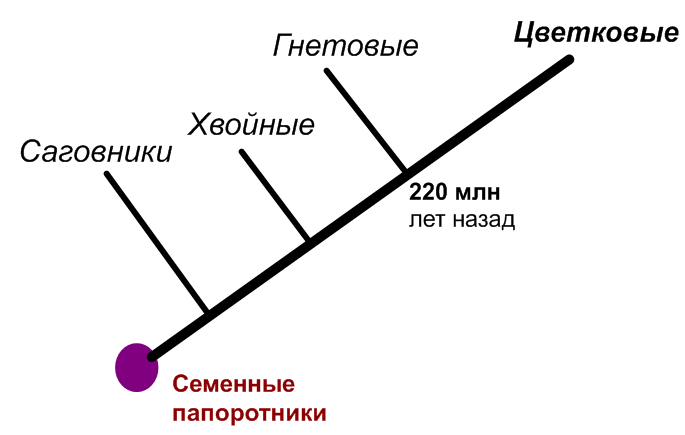 Цветковые
Гнетовые
Хвойные
Саговники
220 млн
лет назад
Семенные
папоротники